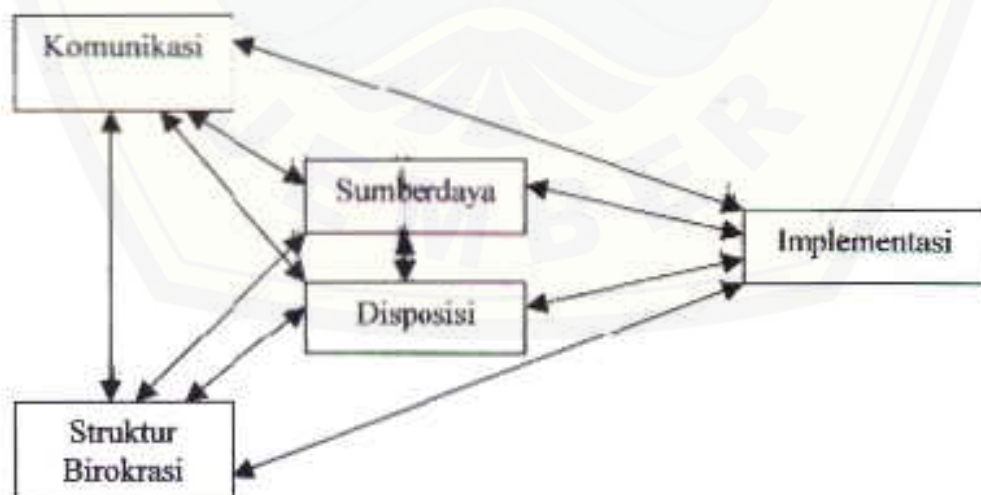 Komunikasi
Sumberdaya
Implementasi
Disposisi
Struktur
Birokrasi